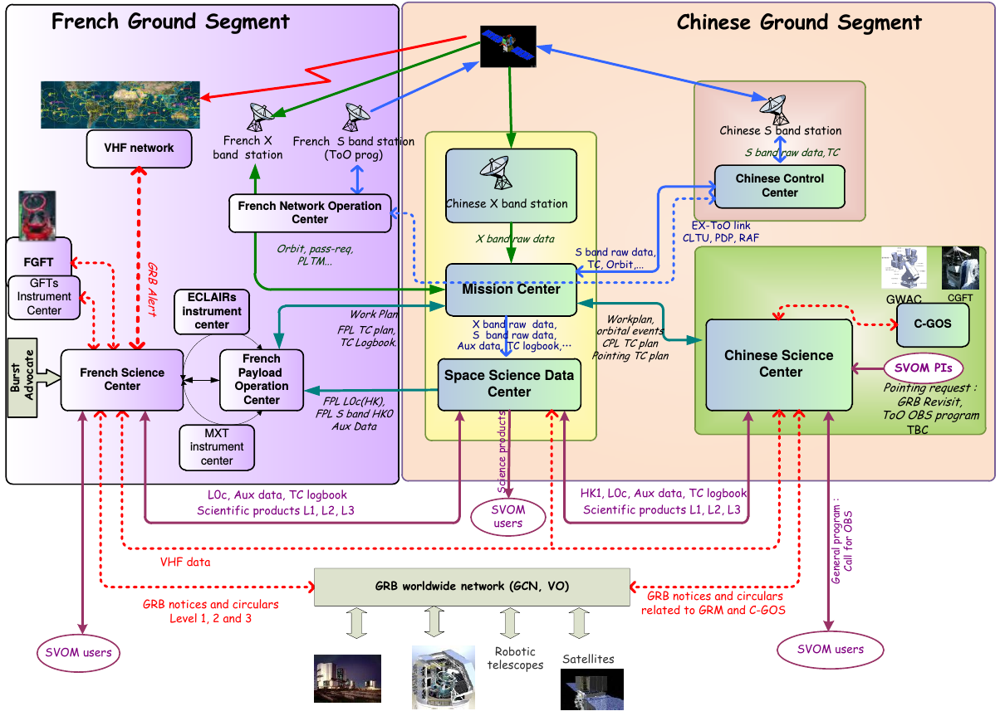 French Ground Segment
Chinese Ground Segment
VHF network
French X
band station
French S band station
(ToO prog)
Chinese S band station
S band raw data,TC
Chinese Control
Center
French Network Operation
Center
Chinese X band station
EX-ToO link
CLTU, PDP, RAF
X band raw data
Orbit, pass-req,
PLTM...
S band raw data,
TC, Orbit,...
FGFT
GFTs
Instrument
Center
GRB Alert
ECLAIRs
instrument
center
Mission Center
Work Plan
FPL TC plan,
TC Logbook.
X band raw data,
S band raw data,
Aux data, TC logbook,...
Workplan,
orbital events
CPL TC plan
Pointing TC plan
GWAC
CGFT
C-GOS
Burst
Advocate
French Science
Center
French
Payload
Operation
Center
Space Science Data
Center
Chinese Science
Center
SVOM PIs
Pointing request :
GRB Revisit,
ToO OBS program
TBC
FPL L0c(HK),
FPL S band HK0
Aux Data
MXT
instrument
center
Science products
L0c, Aux data, TC logbook
Scientific products L1, L2, L3
SVOM
users
HK1, L0c, Aux data, TC logbook
Scientific products L1, L2, L3
General program :
Call for OBS
VHF data
GRB worldwide network (GCN, VO)
GRB notices and circulars
Level 1, 2 and 3
GRB notices and circulars
related to GRM and C-GOS
SVOM users
Robotic
telescopes
Satellites
SVOM users